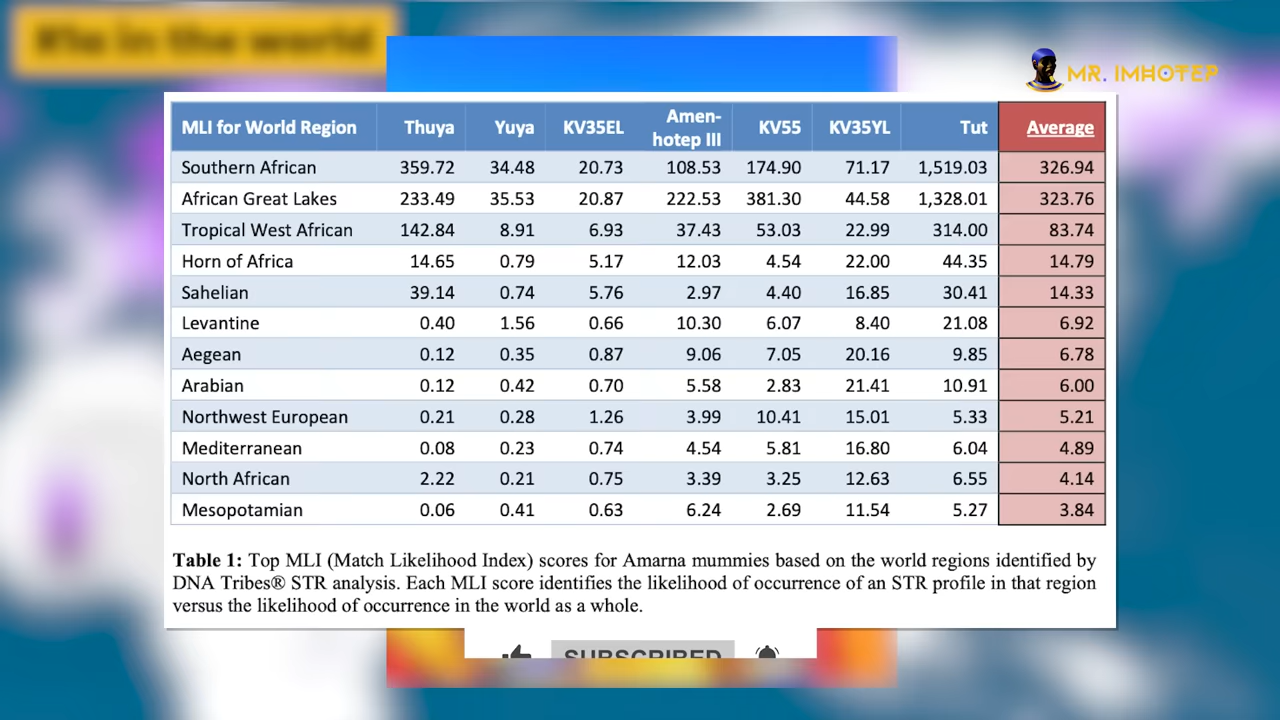 K1a in the world
MR. IMHOTEP
MLI for World Region Thuya Yuya KV35EL Amen-hotep III KV55 KV35YL Tut Average
Southern African 359.72 34.48 20.73 108.53 174.90 71.17 1,519.03 326.94
African Great Lakes 233.49 35.53 20.87 222.53 381.30 44.58 1,328.01 323.76
Tropical West African 142.84 8.91 6.93 37.43 53.03 22.99 314.00 83.74
Horn of Africa 14.65 0.79 5.17 12.03 4.54 22.00 44.35 14.79
Sahelian 39.14 0.74 5.76 2.97 4.40 16.85 30.41 14.33
Levantine 0.40 1.56 0.66 10.30 6.07 8.40 21.08 6.92
Aegean 0.12 0.35 0.87 9.06 7.05 20.16 9.85 6.78
Arabian 0.12 0.42 0.70 5.58 2.83 21.41 10.91 6.00
Northwest European 0.21 0.28 1.26 3.99 10.41 15.01 5.33 5.21
Mediterranean 0.08 0.23 0.74 4.54 5.81 16.80 6.04 4.89
North African 2.22 0.21 0.75 3.39 3.25 12.63 6.55 4.14
Mesopotamian 0.06 0.41 0.63 6.24 2.69 11.54 5.27 3.84
Table 1: Top MLI (Match Likelihood Index) scores for Amarna mummies based on the world regions identified by
DNA Tribes® STR analysis. Each MLI score identifies the likelihood of occurrence of an STR profile in that region
versus the likelihood of occurrence in the world as a whole.
SUBSCRIBED